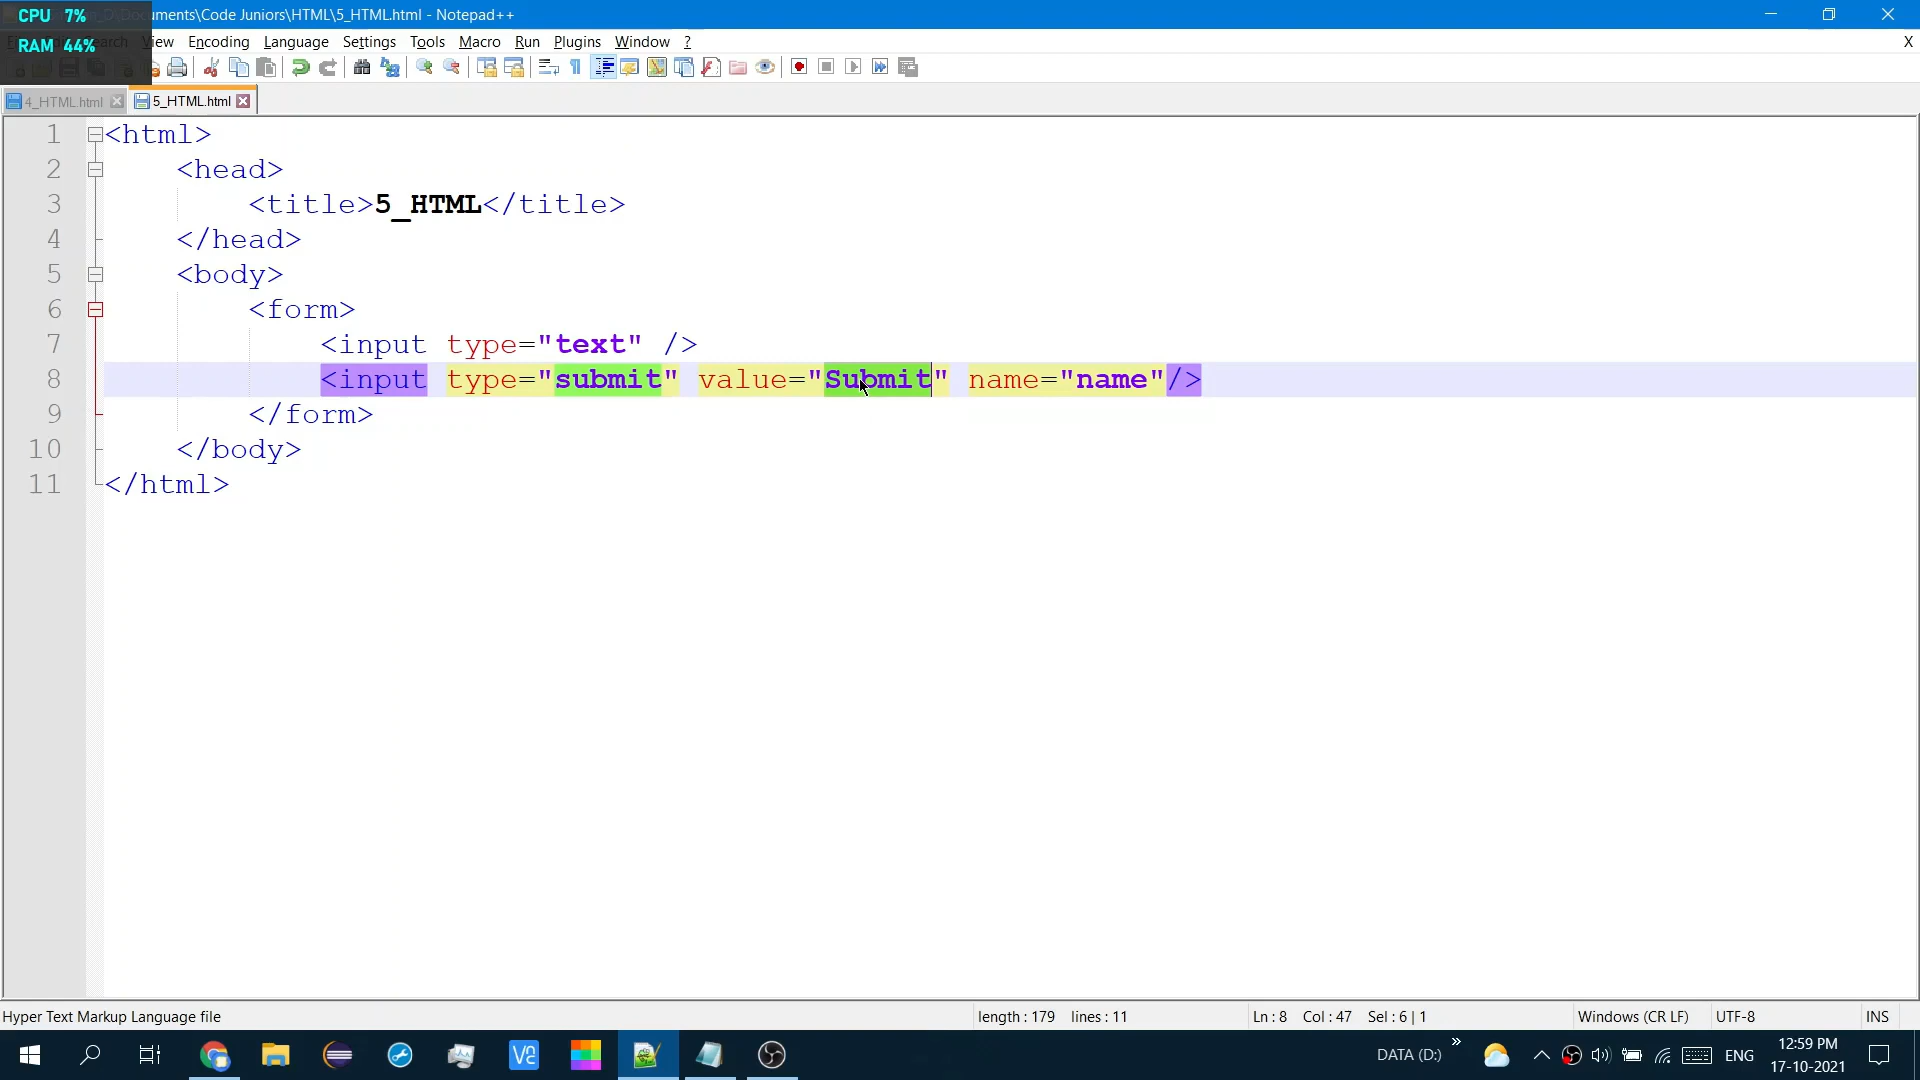 CPU 7%
RAM 44%
uments\Code Juniors\HTML\5_HTML.html - Notepad++
View Encoding Language Settings Tools Macro Run Plugins Window ? X
4_HTML.html 5_HTML.html
1 <html>
2 <head>
3 <title>5_HTML</title>
4 </head>
5 <body>
6 <form>
7 <input type="text" />
8 <input type="submit" value="Submit" name="name"/>
9 </form>
10 </body>
11 </html>
Hyper Text Markup Language file length : 179 lines : 11 Ln : 8 Col : 47 Sel : 6 | 1 Windows (CR LF) UTF-8 INS
DATA (D:) » ENG 12:59 PM
17-10-2021